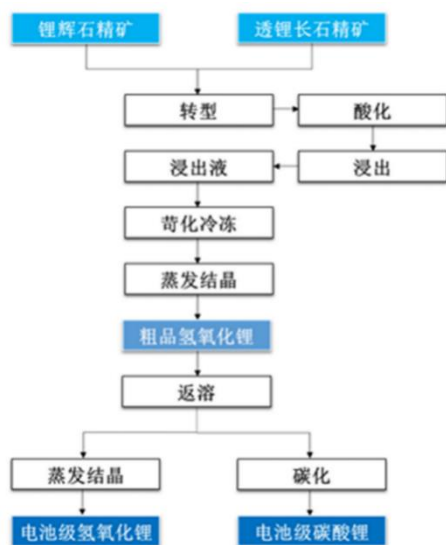 锂辉石精矿
透锂长石精矿
转型
酸化
浸出液
浸出
苛化冷冻
蒸发结晶
粗品氢氧化锂
返溶
蒸发结晶
碳化
电池级氢氧化锂
电池级碳酸锂